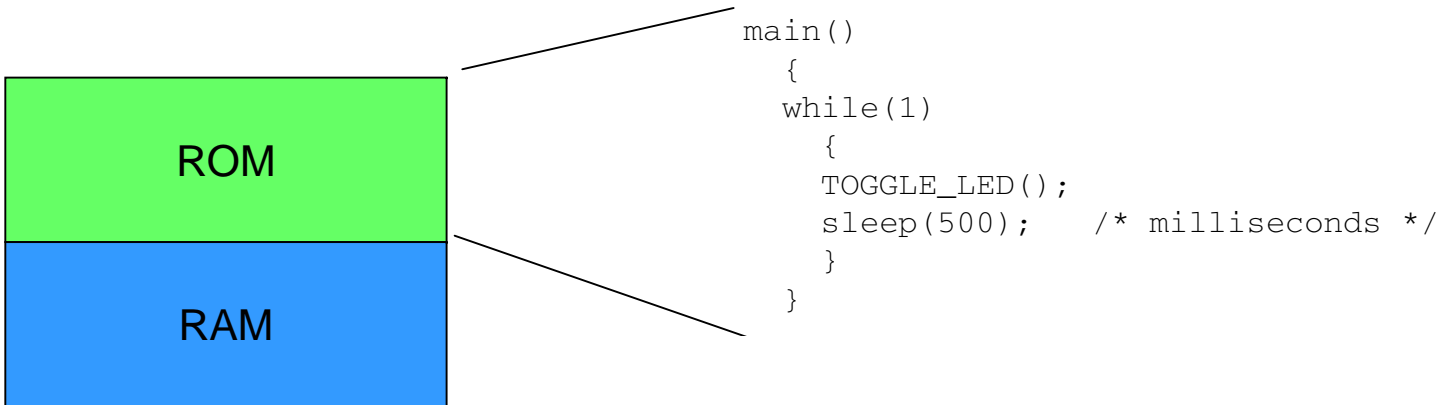 ROM
RAM
main()
{
while(1)
{
TOGGLE_LED();
sleep(500); /* milliseconds */
}
}